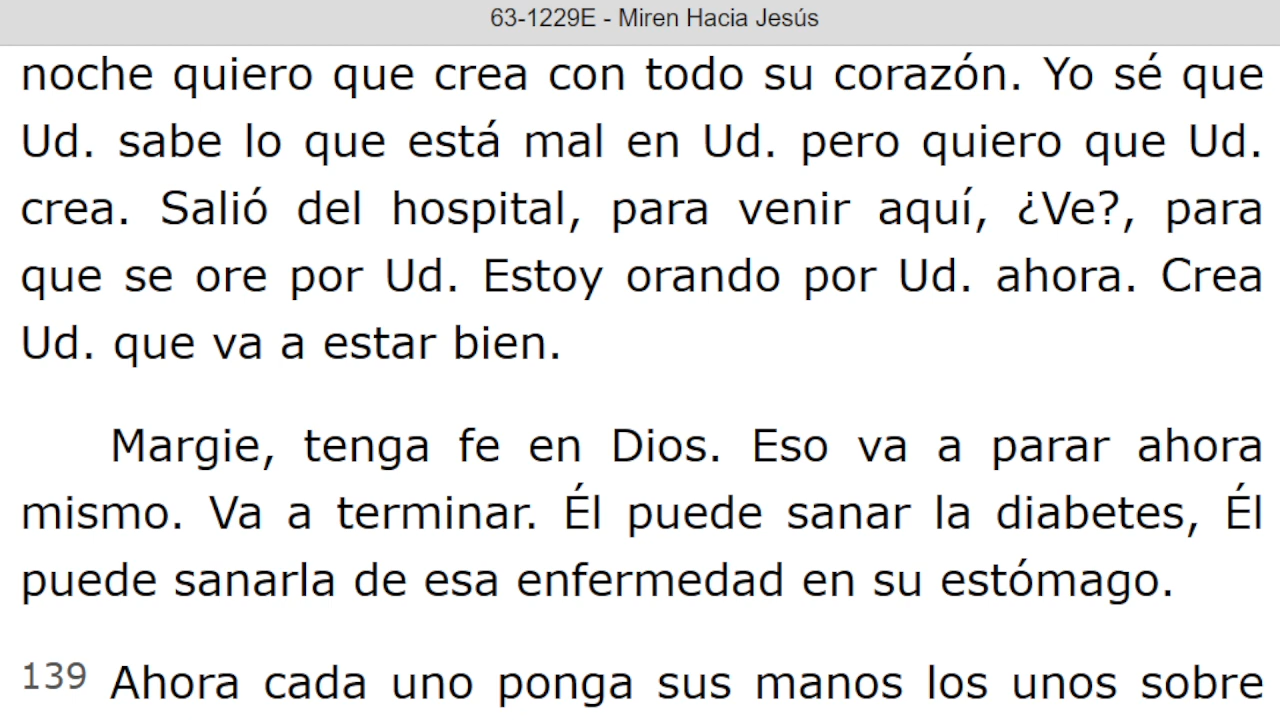 63-1229E - Miren Hacia Jesús
noche quiero que crea con todo su corazón. Yo sé que
Ud. sabe lo que está mal en Ud. pero quiero que Ud.
crea. Salió del hospital, para venir aquí, ¿Ve?, para
que se ore por Ud. Estoy orando por Ud. ahora. Crea
Ud. que va a estar bien.
Margie, tenga fe en Dios. Eso va a parar ahora
mismo. Va a terminar. Él puede sanar la diabetes, Él
puede sanarla de esa enfermedad en su estómago.
139 Ahora cada uno ponga sus manos los unos sobre